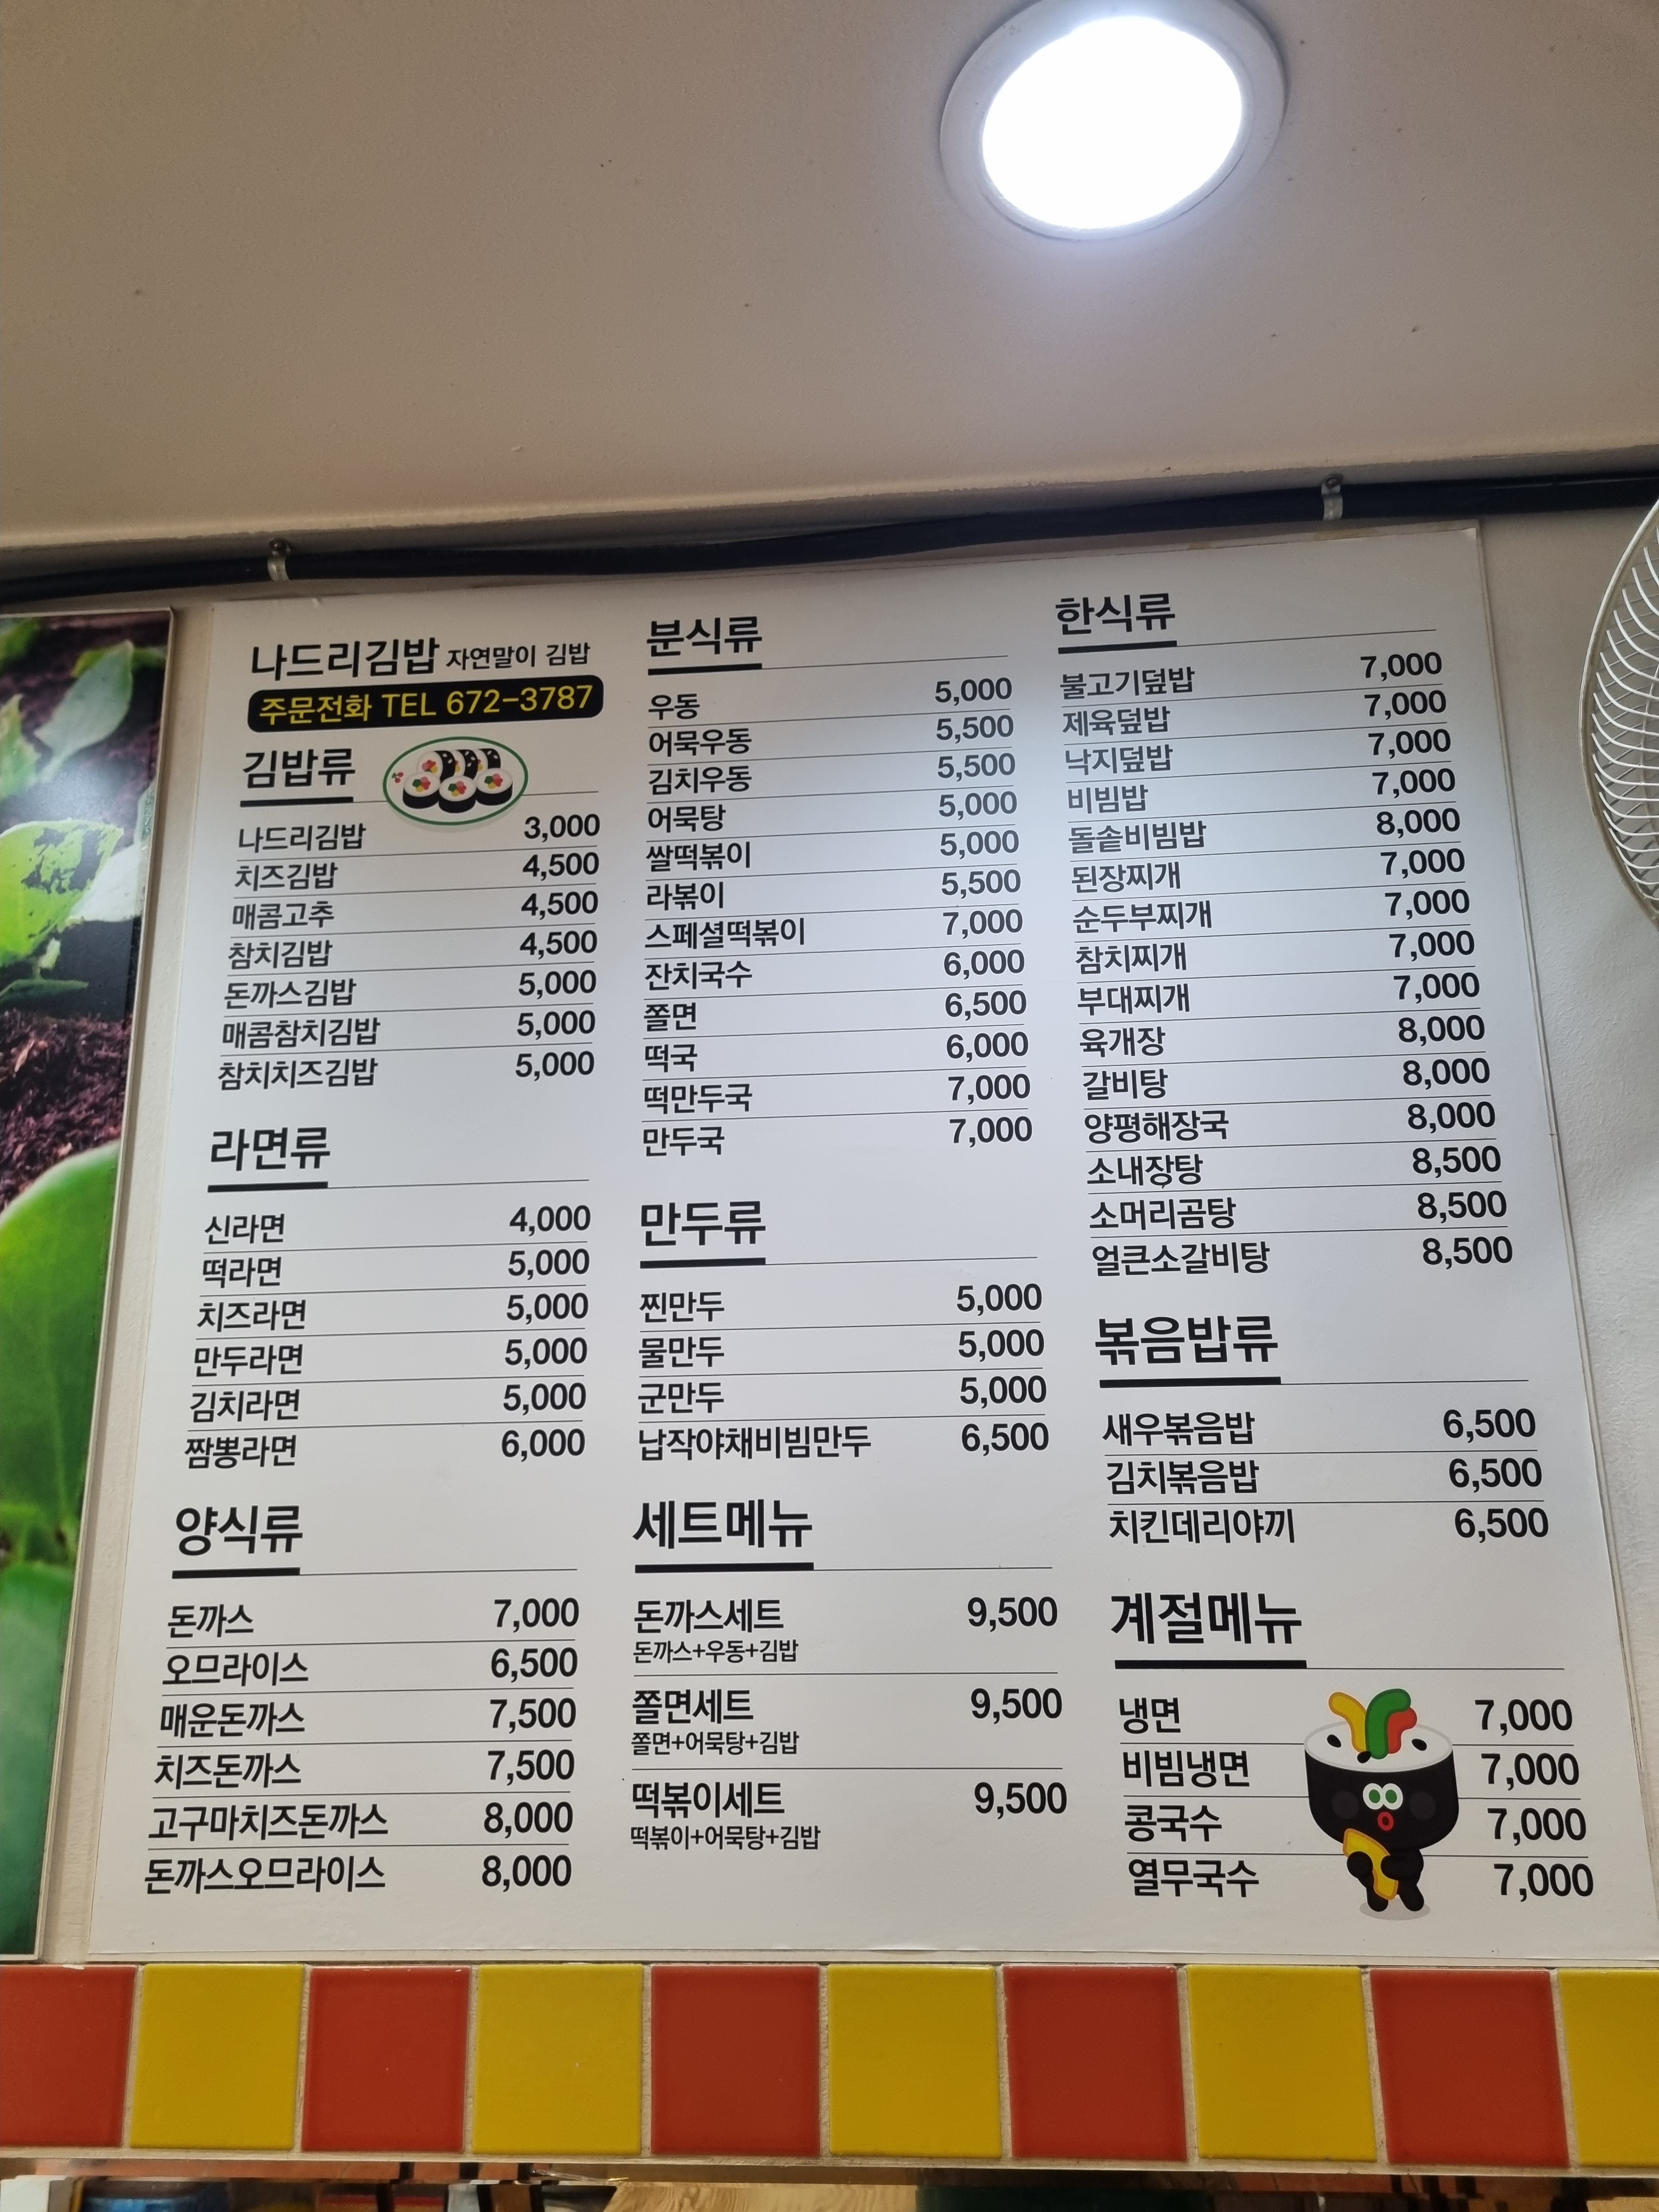 나드리김밥 자연말이 김밥
주문전화 TEL 672-3787
김밥류
나드리김밥 3,000
치즈김밥 4,500
매콤고추 4,500
참치김밥 4,500
돈까스김밥 5,000
매콤참치김밥 5,000
참치치즈김밥 5,000
라면류
신라면 4,000
떡라면 5,000
치즈라면 5,000
만두라면 5,000
김치라면 5,000
짬뽕라면 6,000
양식류
돈까스 7,000
오므라이스 6,500
매운돈까스 7,500
치즈돈까스 7,500
고구마치즈돈까스 8,000
돈까스오므라이스 8,000
분식류
우동 5,000
어묵우동 5,500
김치우동 5,500
어묵탕 5,000
쌀떡볶이 5,000
라볶이 5,500
스페셜떡볶이 7,000
잔치국수 6,000
쫄면 6,500
떡국 6,000
떡만두국 7,000
만두국 7,000
만두류
찐만두 5,000
물만두 5,000
군만두 5,000
납작야채비빔만두 6,500
세트메뉴
돈까스세트 9,500
돈까스+우동+김밥
쫄면세트 9,500
쫄면+어묵탕+김밥
떡볶이세트 9,500
떡볶이+어묵탕+김밥
한식류
불고기덮밥 7,000
제육덮밥 7,000
낙지덮밥 7,000
비빔밥 7,000
돌솥비빔밥 8,000
된장찌개 7,000
순두부찌개 7,000
참치찌개 7,000
부대찌개 7,000
육개장 8,000
갈비탕 8,000
양평해장국 8,000
소내장탕 8,500
소머리곰탕 8,500
얼큰소갈비탕 8,500
볶음밥류
새우볶음밥 6,500
김치볶음밥 6,500
치킨데리야끼 6,500
계절메뉴
냉면 7,000
비빔냉면 7,000
콩국수 7,000
열무국수 7,000